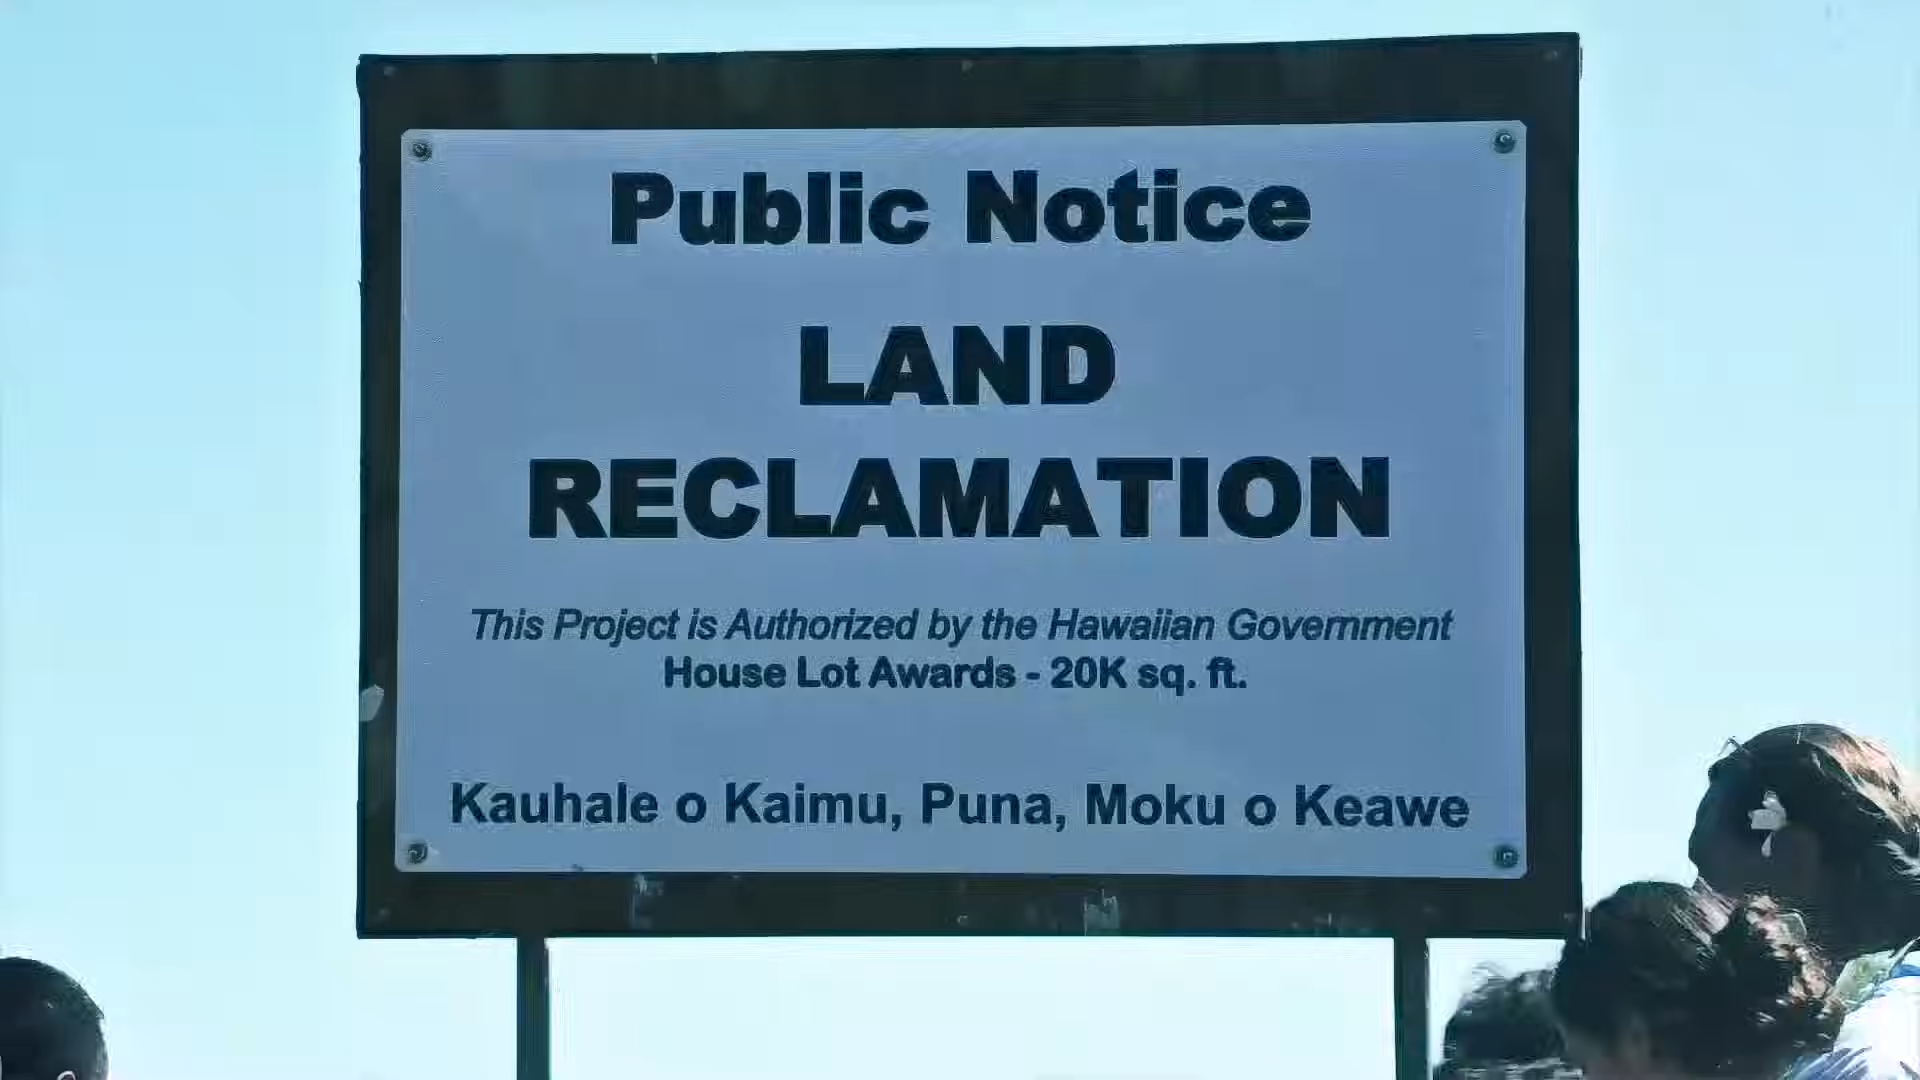 Public Notice
LAND
RECLAMATION
This Project is Authorized by the Hawaiian Government
House Lot Awards - 20K sq. ft.
Kauhale o Kaimu, Puna, Moku o Keawe